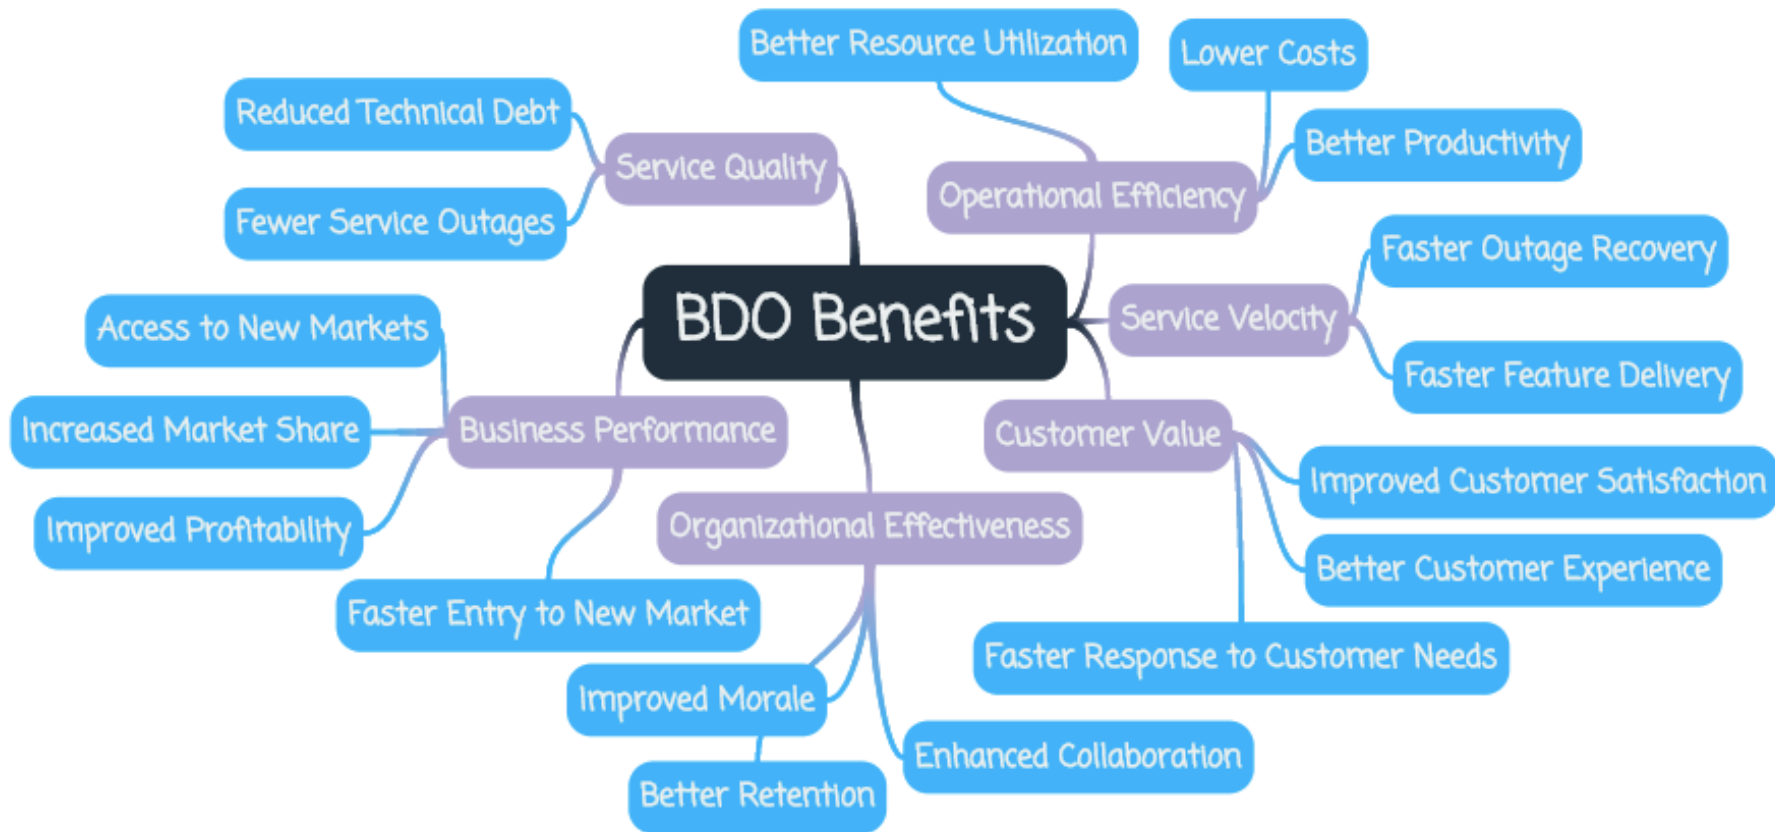 Better Resource Utilization
Lower Costs
Reduced Technical Debt
Better Productivity
Service Quality
Operational Efficiency
Fewer Service Outages
Faster Outage Recovery
BDO Benefits
Service Velocity
Access to New Markets
Faster Feature Delivery
Increased Market Share
Business Performance
Customer Value
Improved Customer Satisfaction
Improved Profitability
Organizational Effectiveness
Better Customer Experience
Faster Entry to New Market
Faster Response to Customer Needs
Improved Morale
Enhanced Collaboration
Better Retention